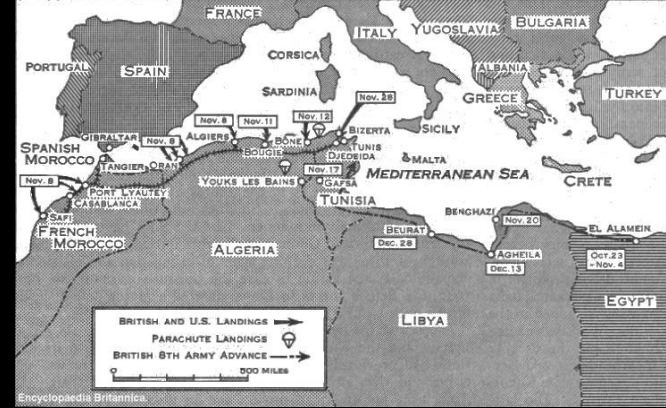 FRANCE
ITALY
YUGOSLAVIA
BULGARIA
CORSICA
PORTUGAL
SPAIN
ALBANIA
SARDINIA
TURKEY
GREECE
Nov. 28
Nov. 8
Nov. 11
Nov. 12
GIBRALTAR
ALGIERS
BÔNE
BIZERTA
SICILY
SPANISH
MOROCCO
Nov. 8
BOUGIE
TUNIS
DJEDEIDA
TANGIER
ORAN
MALTA
Nov. 17
MEDITERRANEAN SEA
Nov. 8
YOUKS LES BAINS
GAFSA
CRETE
PORT LYAUTEY
CASABLANCA
TUNISIA
SAFI
BENGHAZI
Nov. 20
FRENCH
MOROCCO
BEURAT
EL ALAMEIN
ALGERIA
DEC. 28
AGHEILA
OCT. 23
– Nov. 4
DEC. 13
EGYPT
LIBYA
BRITISH AND U.S. LANDINGS
PARACHUTE LANDINGS
BRITISH 8TH ARMY ADVANCE
0 500 MILES
Encyclopaedia Britannica.